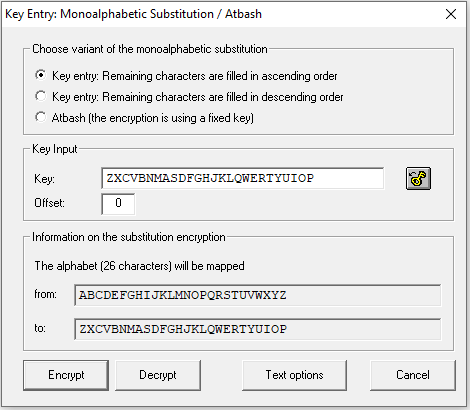 Key Entry: Monoalphabetic Substitution / Atbash
Choose variant of the monoalphabetic substitution
Key entry: Remaining characters are filled in ascending order
Key entry: Remaining characters are filled in descending order
Atbash (the encryption is using a fixed key)
Key Input
Key: ZXCVBNMASDFGHJKLQWERTYUIOP
Offset: 0
Information on the substitution encryption
The alphabet (26 characters) will be mapped
from: ABCDEFGHIJKLMNOPQRSTUVWXYZ
to: ZXCVBNMASDFGHJKLQWERTYUIOP
Encrypt Decrypt Text options Cancel